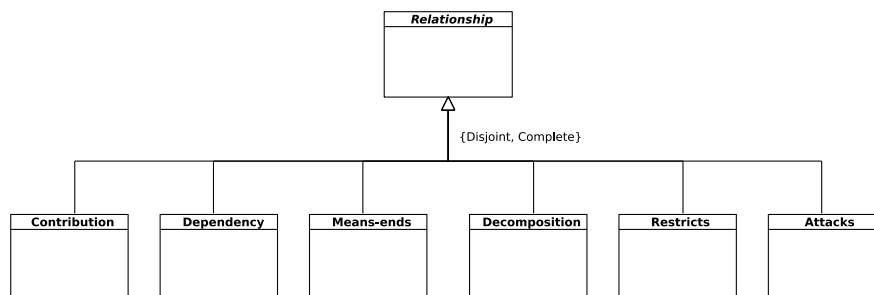 Relationship
{Disjoint, Complete}
Contribution
Dependency
Means-ends
Decomposition
Restricts
Attacks